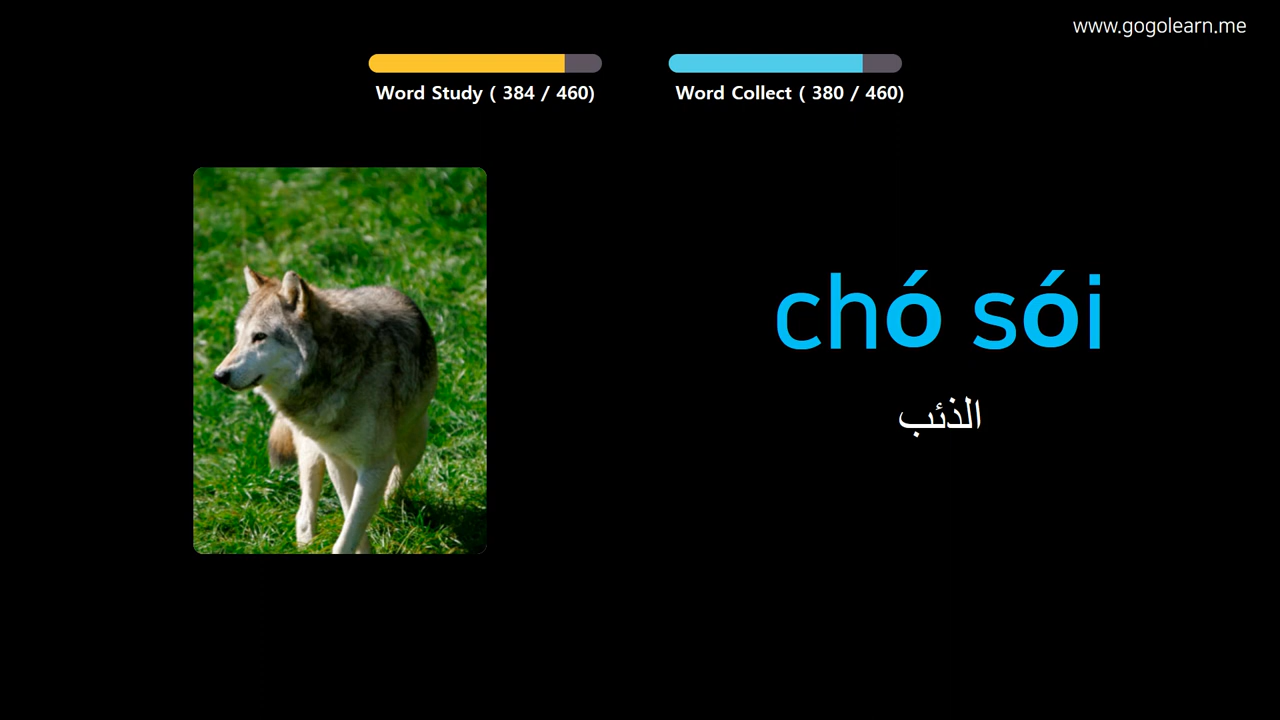 www.gogolearn.me
Word Study ( 384 / 460)
Word Collect ( 380 / 460)
chó sói
الذئب